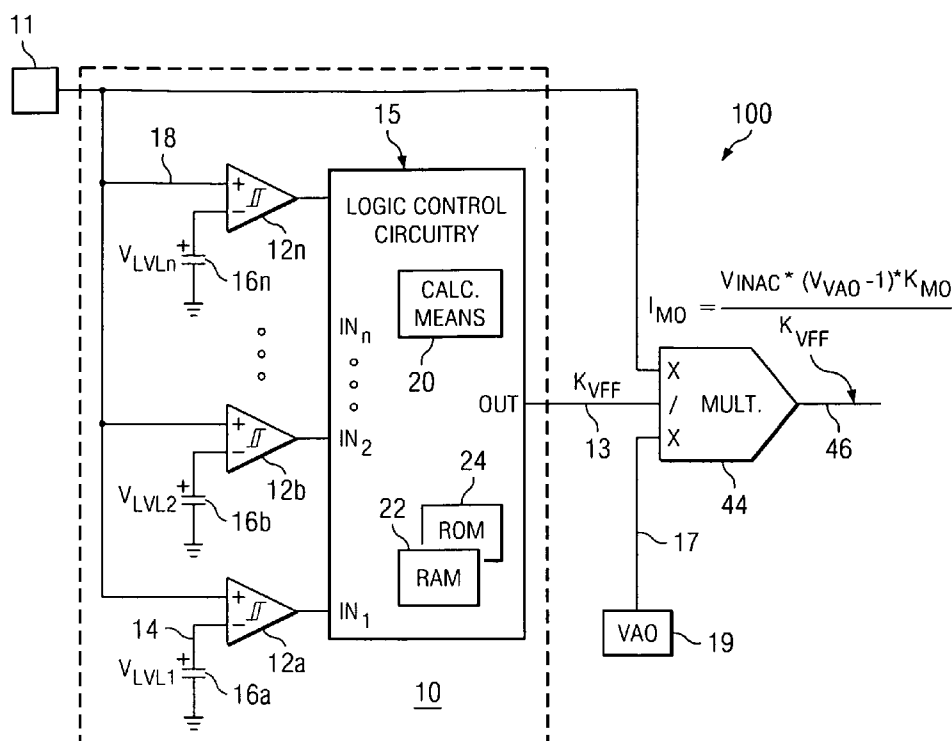 11
15
100
18
+
−
12n
LOGIC CONTROL
CIRCUITRY
V_LVLn
+
16n
CALC.
MEANS
20
I_MO = V_INAC * (V_VAO -1)*K_MO
K_VFF
IN_n
X
/
X
MULT.
46
44
OUT
K_VFF
13
+
−
12b
IN_2
V_LVL2
+
16b
24
ROM
22
RAM
17
+
−
12a
IN_1
14
V_LVL1
+
16a
VAO
19
10